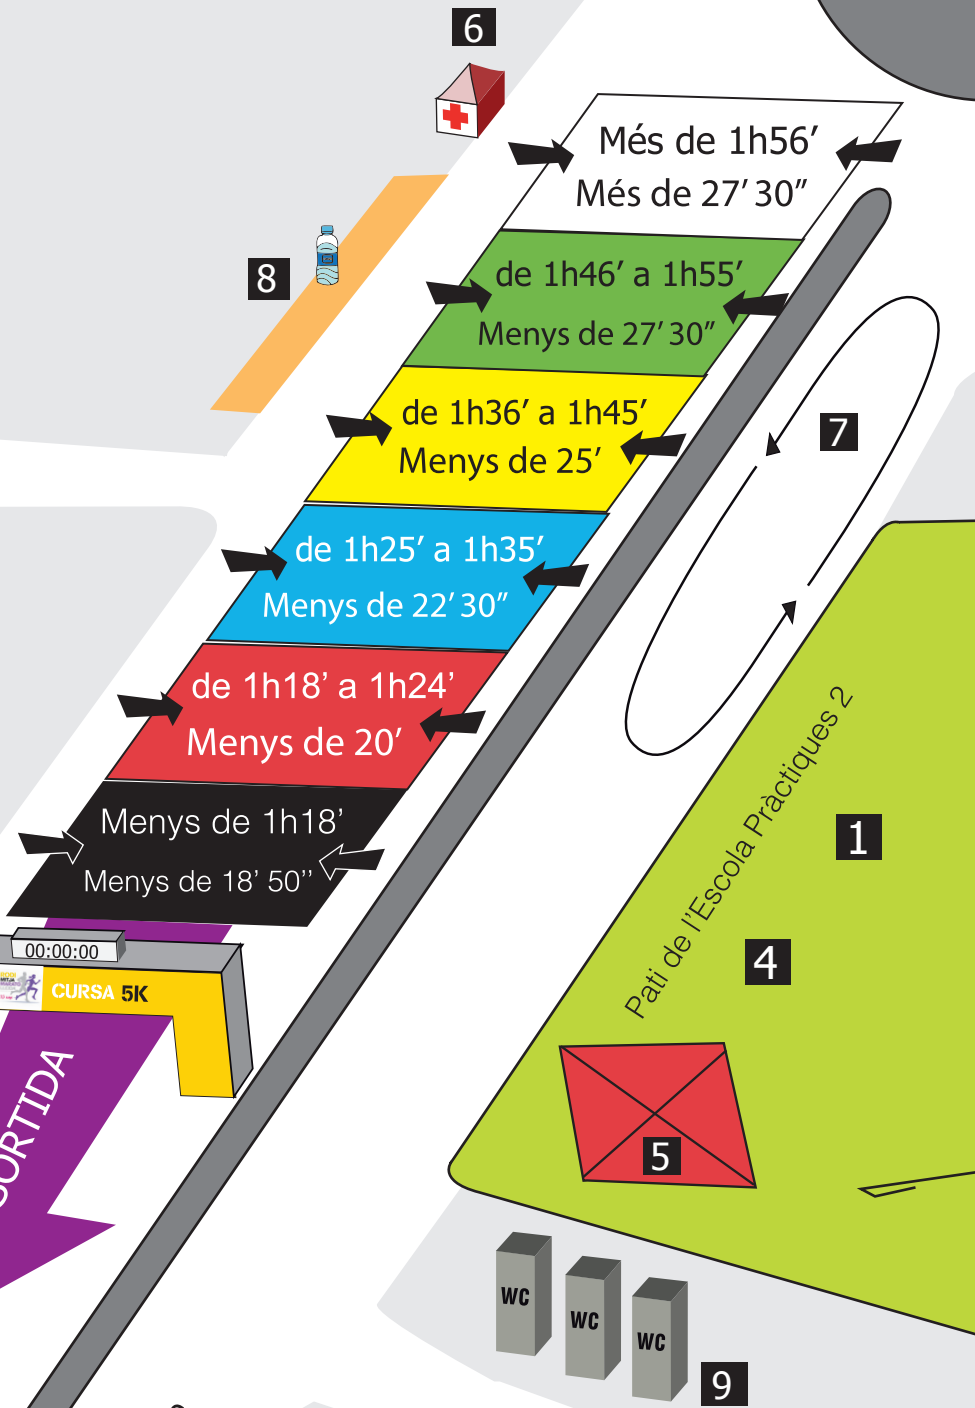 6
Més de 1h56’
Més de 27’ 30”
8
de 1h46’ a 1h55’
Menys de 27’ 30”
de 1h36’ a 1h45’
Menys de 25’
7
de 1h25’ a 1h35’
Menys de 22’ 30”
de 1h18’ a 1h24’
Menys de 20’
Menys de 1h18’
Menys de 18’ 50’’
1
Pati de l’Escola Pràctiques 2
4
00:00:00
CURSA 5K
SORTIDA
5
WC
WC
WC
9